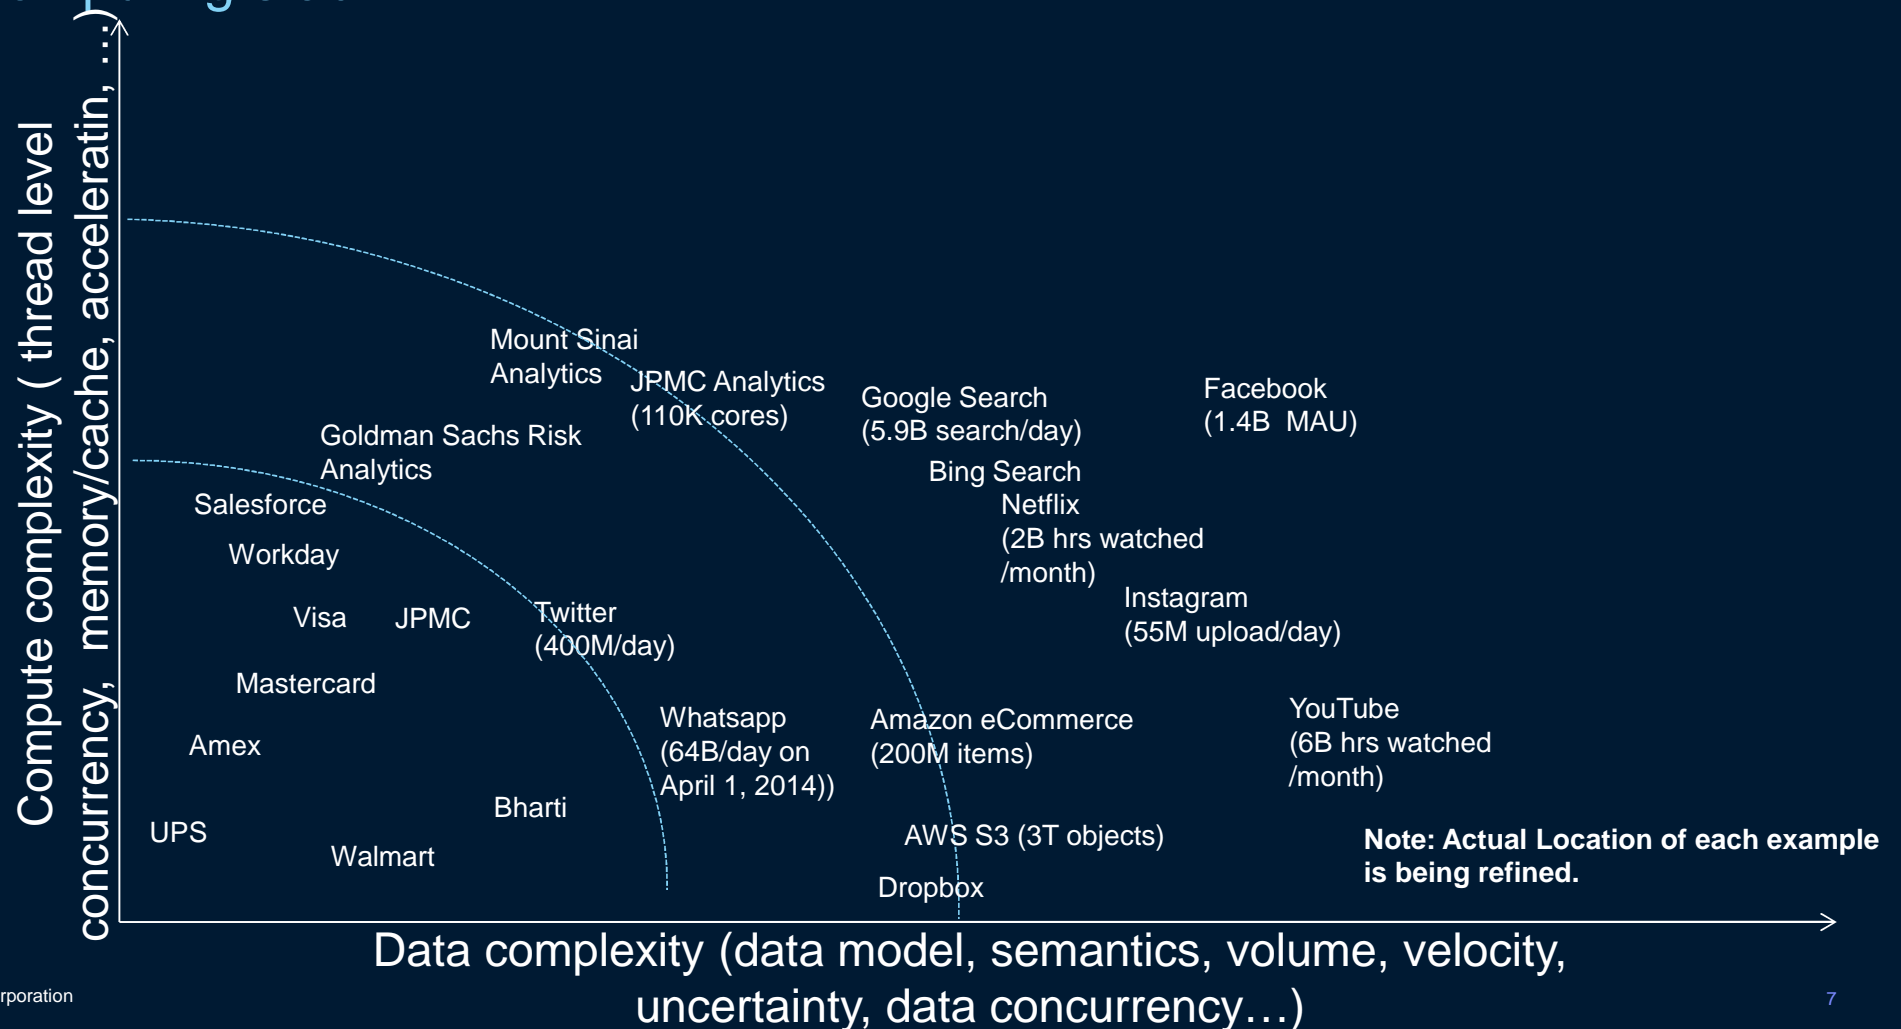 Compute complexity ( thread level
concurrency, memory/cache, acceleratin, …)
Mount Sinai
Analytics
JPMC Analytics
(110K cores)
Google Search
(5.9B search/day)
Facebook
(1.4B MAU)
Goldman Sachs Risk
Analytics
Bing Search
Salesforce
Netflix
(2B hrs watched
/month)
Workday
Instagram
(55M upload/day)
Visa
JPMC
Twitter
(400M/day)
Mastercard
Whatsapp
(64B/day on
April 1, 2014))
Amazon eCommerce
(200M items)
YouTube
(6B hrs watched
/month)
Amex
Bharti
UPS
Walmart
AWS S3 (3T objects)
Dropbox
Note: Actual Location of each example
is being refined.
Data complexity (data model, semantics, volume, velocity,
uncertainty, data concurrency…)
rporation
7